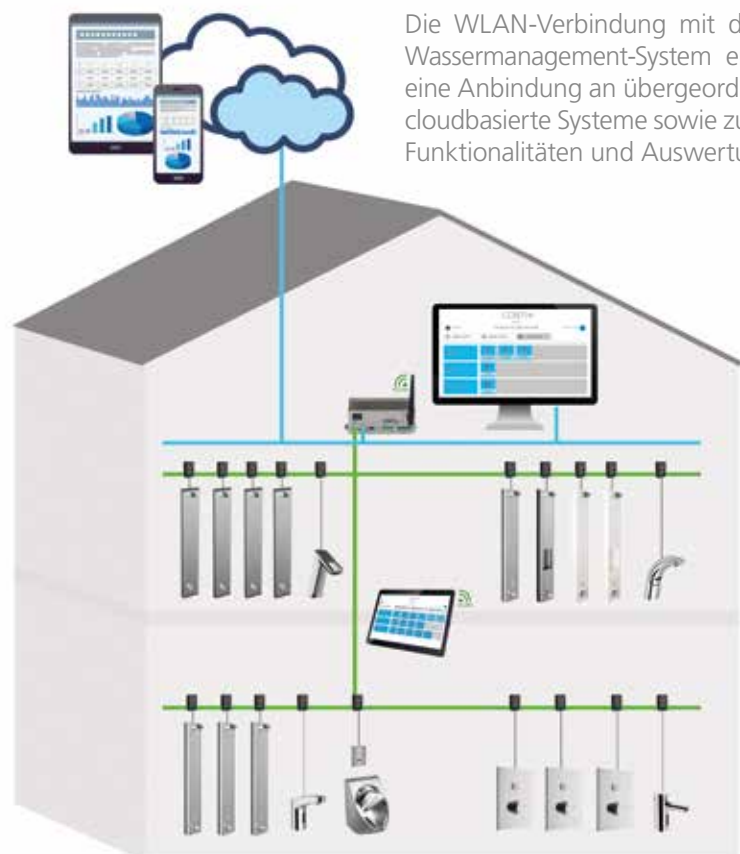 Die WLAN-Verbindung mit d
Wassermanagement-System e
eine Anbindung an übergeord
cloudbasierte Systeme sowie zu
Funktionalitäten und Auswertu